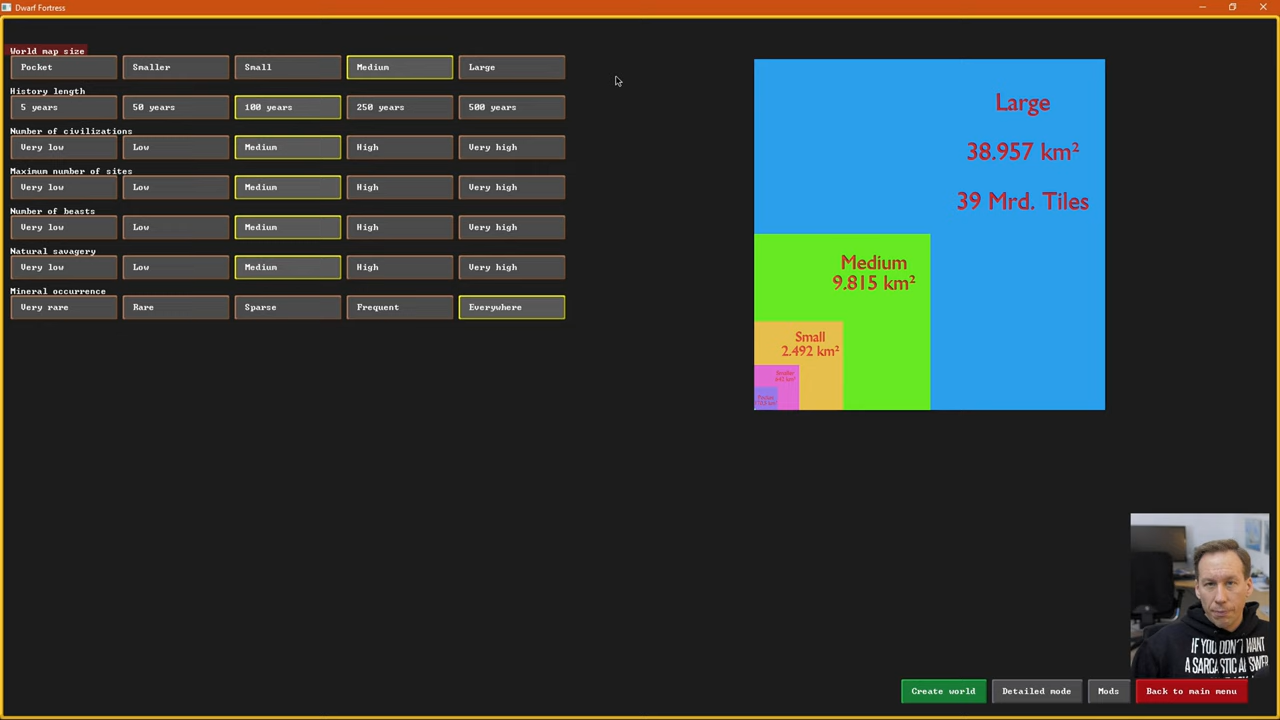 Dwarf Fortress
World map size
Pocket
Smaller
Small
Medium
Large
History length
5 years
50 years
100 years
250 years
500 years
Number of civilizations
Very low
Low
Medium
High
Very high
Maximum number of sites
Very low
Low
Medium
High
Very high
Number of beasts
Very low
Low
Medium
High
Very high
Natural savagery
Very low
Low
Medium
High
Very high
Mineral occurrence
Very rare
Rare
Sparse
Frequent
Everywhere
Large
38.957 km²
39 Mrd. Tiles
Medium
9.815 km²
Small
2.492 km²
Smaller
642 km²
Pocket
IF YOU DON'T WANT
A SARCASTIC ANSWER
Create world
Detailed mode
Mods
Back to main menu